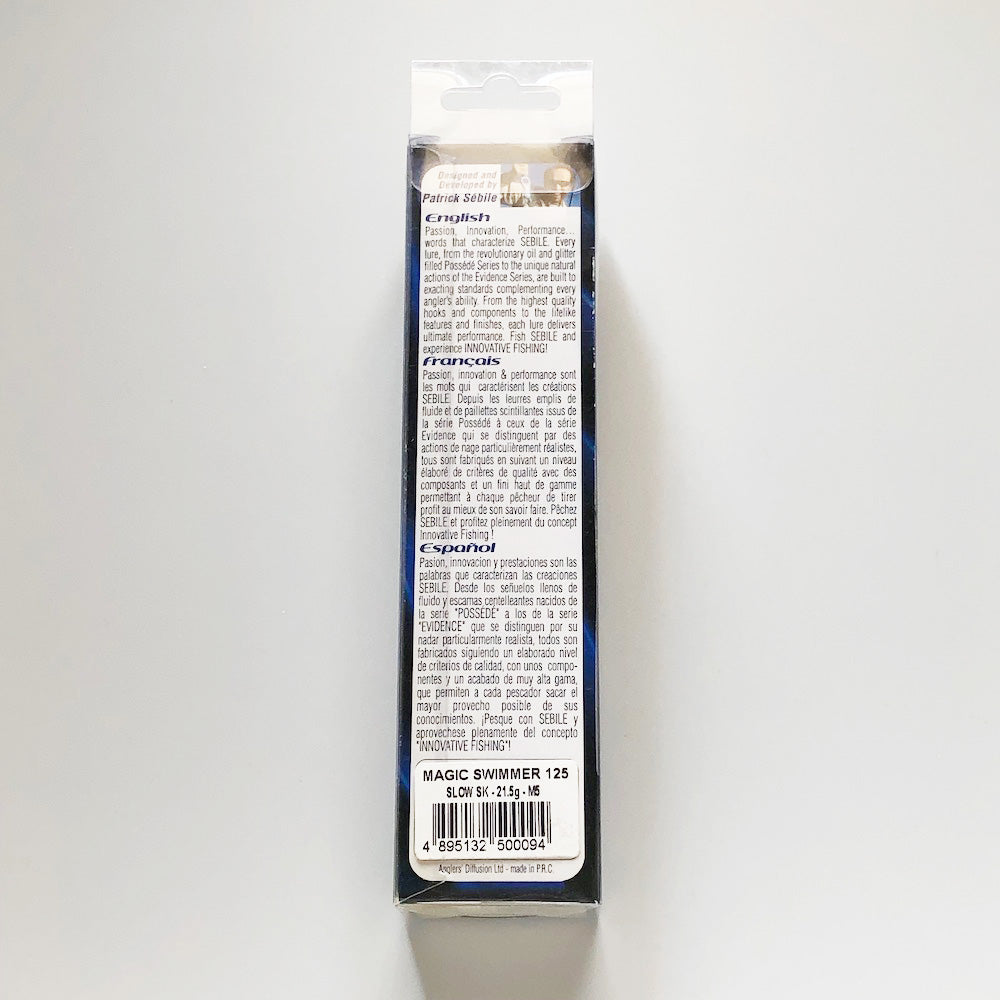 Designed and
Developed by
Patrick Sébile
English
Passion, Innovation, Performance...
words that characterize SEBILE. Every
lure, from the revolutionary oil and glitter
filled Possédé Series to the unique natural
actions of the Evidence Series, are built to
exacting standards complementing every
angler's ability. From the highest quality
hooks and components to the lifelike
features and finishes, each lure delivers
ultimate performance. Fish SEBILE and
experience INNOVATIVE FISHING!
Français
Passion, innovation & performance sont
les mots qui caractérisent les créations
SEBILE. Depuis les leurres emplis de
fluide et de paillettes scintillantes issus de
la série Possédé à ceux de la série
Evidence qui se distinguent par des
actions de nage particulièrement réalistes,
tous sont fabriqués en suivant un niveau
élaboré de critères de qualité avec des
composants et un fini haut de gamme
permettant à chaque pêcheur de tirer
profit au mieux de son savoir faire. Pêchez
SEBILE et profitez pleinement du concept
Innovative Fishing !
Español
Pasion, innovacion y prestaciones son las
palabras que caracterizan las creaciones
SEBILE. Desde los señuelos llenos de
fluido y escamas centelleantes nacidos de
la serie "POSSÉDÉ" a los de la serie
"EVIDENCE" que se distinguen por su
nadar particularmente realista, todos son
fabricados siguiendo un elaborado nivel
de criterios de calidad, con unos compo-
nentes y un acabado de muy alta gama,
que permiten a cada pescador sacar el
mayor provecho posible de sus
conocimientos. ¡Pesque con SEBILE y
aprovechese plenamente del concepto
"INNOVATIVE FISHING"!
MAGIC SWIMMER 125
SLOW SK - 21.5g - M5
4 895132 500094
Anglers' Diffusion Ltd - made in P.R.C.